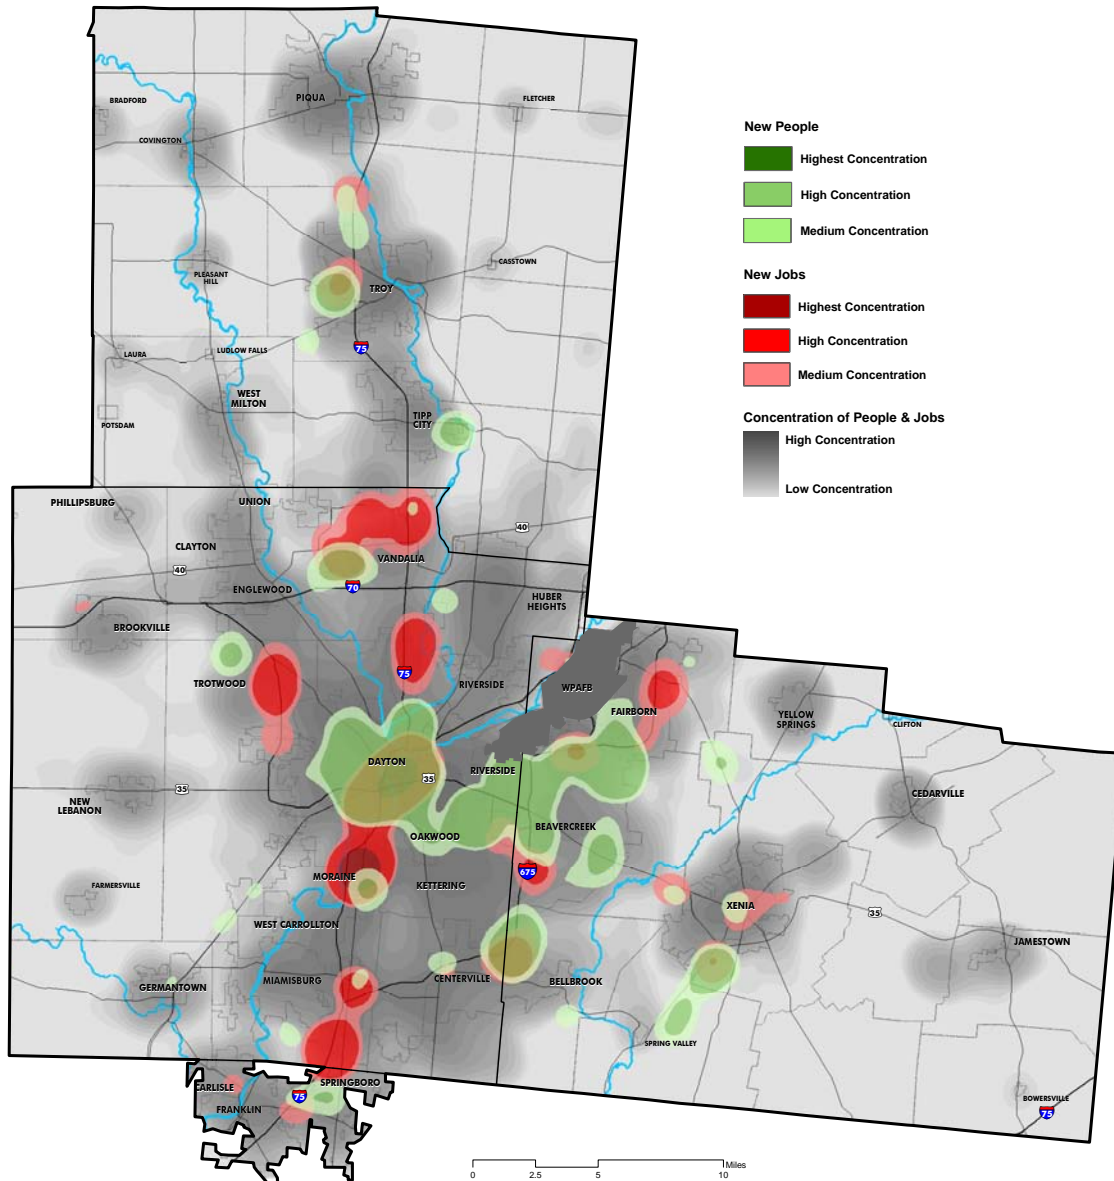 PIQUA
BRADFORD
FLETCHER
COVINGTON
PLEASANT
HILL
CASSTOWN
TROY
75
LAURA
LUDLOW FALLS
WEST
MILTON
TIPP
CITY
POTSDAM
PHILLIPSBURG
UNION
40
CLAYTON
VANDALIA
40
ENGLEWOOD
70
HUBER
HEIGHTS
BROOKVILLE
75
TROTWOOD
RIVERSIDE
WPAFB
FAIRBORN
YELLOW
SPRINGS
CLIFTON
DAYTON
35
RIVERSIDE
35
NEW
LEBANON
CEDARVILLE
OAKWOOD
BEAVERCREEK
675
MORAINE
KETTERING
FARMERSVILLE
XENIA
35
WEST CARROLLTON
JAMESTOWN
MIAMISBURG
CENTERVILLE
BELLBROOK
GERMANTOWN
SPRING VALLEY
CARLISLE
SPRINGBORO
75
FRANKLIN
BOWERSVILLE
75
New People
Highest Concentration
High Concentration
Medium Concentration
New Jobs
Highest Concentration
High Concentration
Medium Concentration
Concentration of People & Jobs
High Concentration
Low Concentration
Miles
0 2.5 5 10